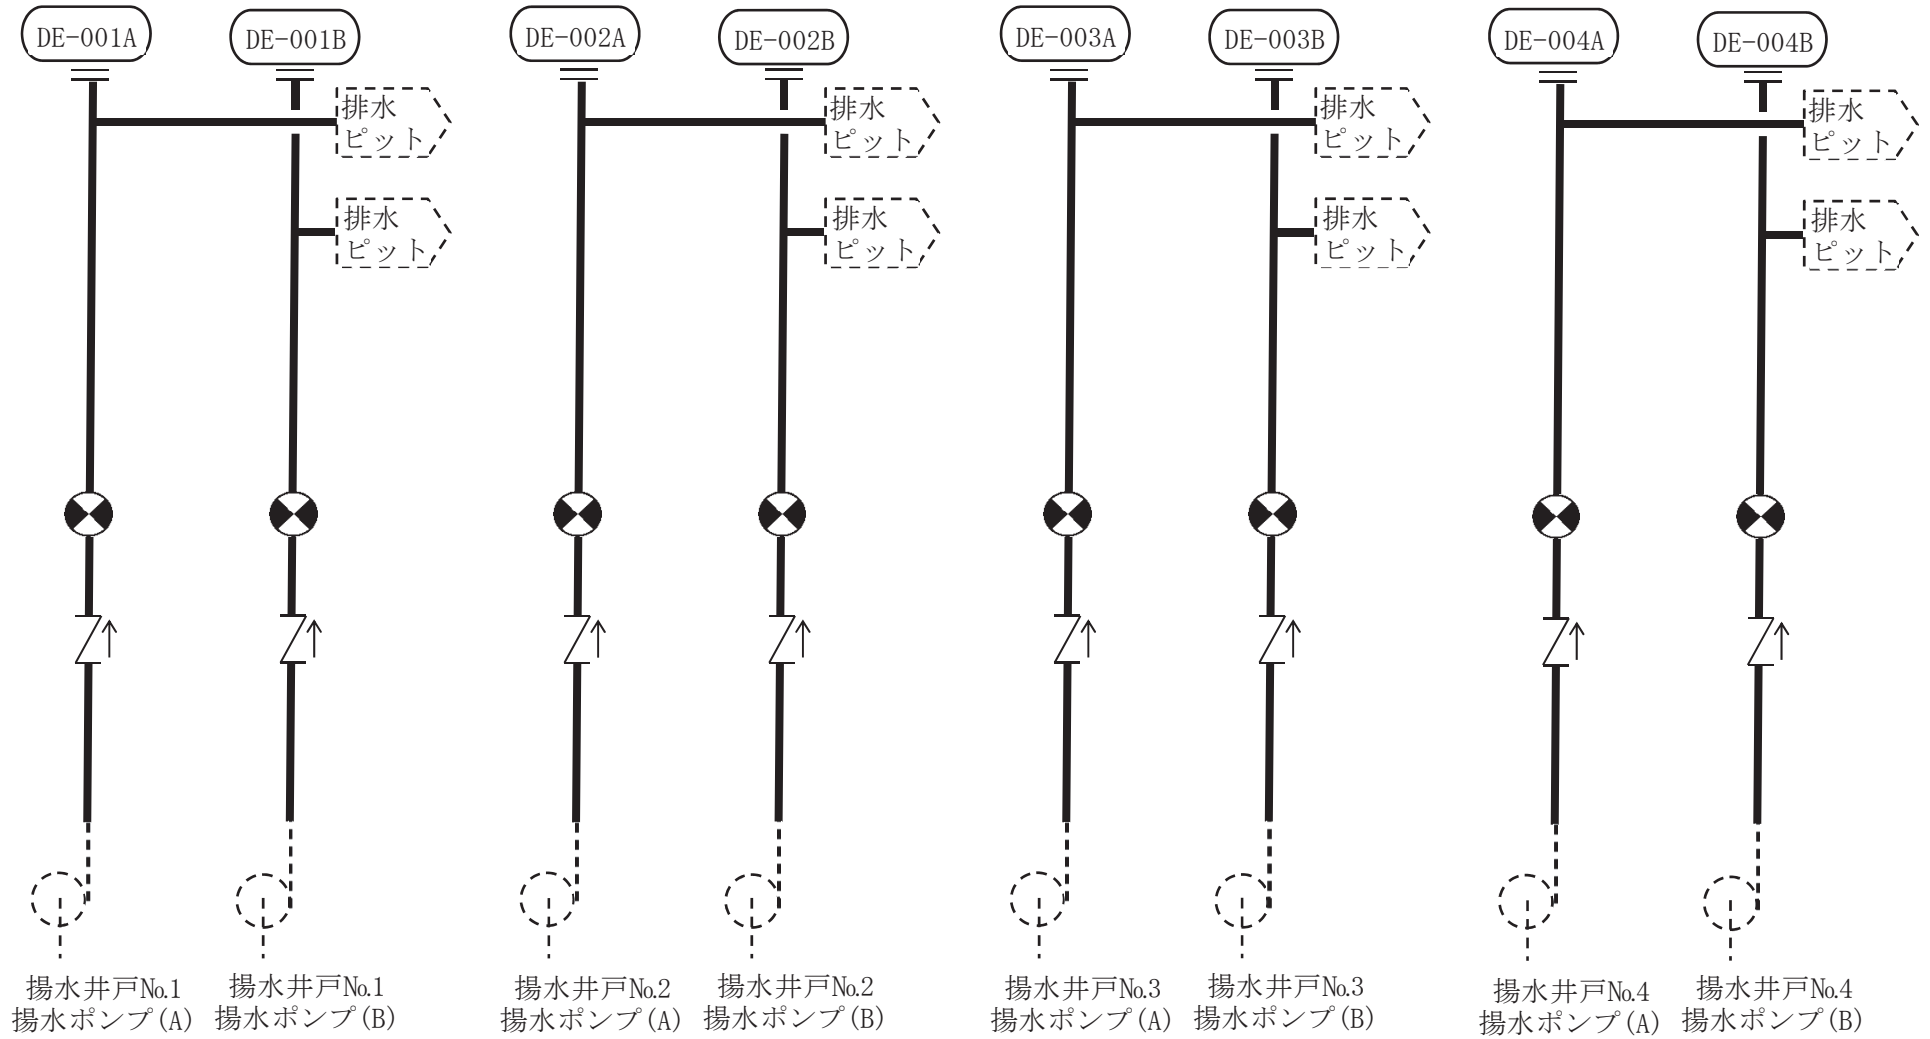 DE-001A
DE-001B
DE-002A
DE-002B
DE-003A
DE-003B
DE-004A
DE-004B
排水
ピット
排水
ピット
排水
ピット
排水
ピット
排水
ピット
排水
ピット
排水
ピット
排水
ピット
揚水井戸№1
揚水ポンプ(A)
揚水井戸№1
揚水ポンプ(B)
揚水井戸№2
揚水ポンプ(A)
揚水井戸№2
揚水ポンプ(B)
揚水井戸№3
揚水ポンプ(A)
揚水井戸№3
揚水ポンプ(B)
揚水井戸№4
揚水ポンプ(A)
揚水井戸№4
揚水ポンプ(B)